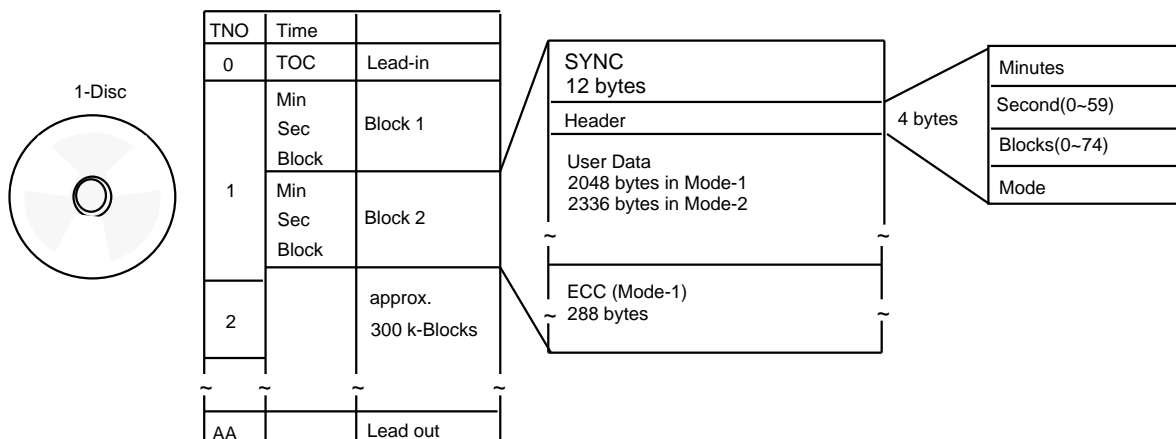 1-Disc
TNO Time
0 TOC Lead-in
1
Min
Sec
Block
Block 1
Min
Sec
Block
Block 2
2
approx.
300 k-Blocks
~ ~ ~ ~
AA Lead out
SYNC
12 bytes
Header
User Data
2048 bytes in Mode-1
2336 bytes in Mode-2
~ ~
ECC (Mode-1)
288 bytes
~ ~
4 bytes
Minutes
Second(0~59)
Blocks(0~74)
Mode